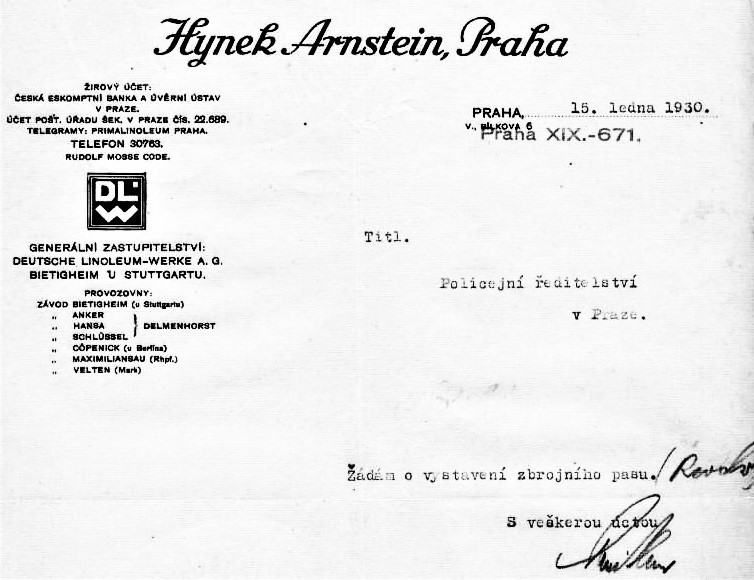 Hynek Arnstein, Praha
ŽIROVÝ ÚČET:
ČESKÁ ESKOMPTNÍ BANKA A ÚVĚRNÍ ÚSTAV
V PRAZE.
ÚČET POŠT. ÚŘADU ŠEK. V PRAZE ČÍS. 22.689.
TELEGRAMY: PRIMALINOLEUM PRAHA.
TELEFON 30763.
RUDOLF MOSSE CODE.
DLW
GENERÁLNÍ ZASTUPITELSTVÍ:
DEUTSCHE LINOLEUM-WERKE A. G.
BIETIGHEIM U STUTTGARTU.
PROVOZOVNY:
ZÁVOD BIETIGHEIM (u Stuttgartu)
„ ANKER
„ HANSA } DELMENHORST
„ SCHLÜSSEL
„ CÖPENICK (u Berlína)
„ MAXIMILIANSAU (Rhpf.)
„ VELTEN (Mark)
PRAHA, 15. ledna 1930.
V., BÍLKOVA 6
Praha XIX.-671.
Titl.
Policejní ředitelství
v Praze.
Žádám o vystavení zbrojního pasu.
S veškerou úctou